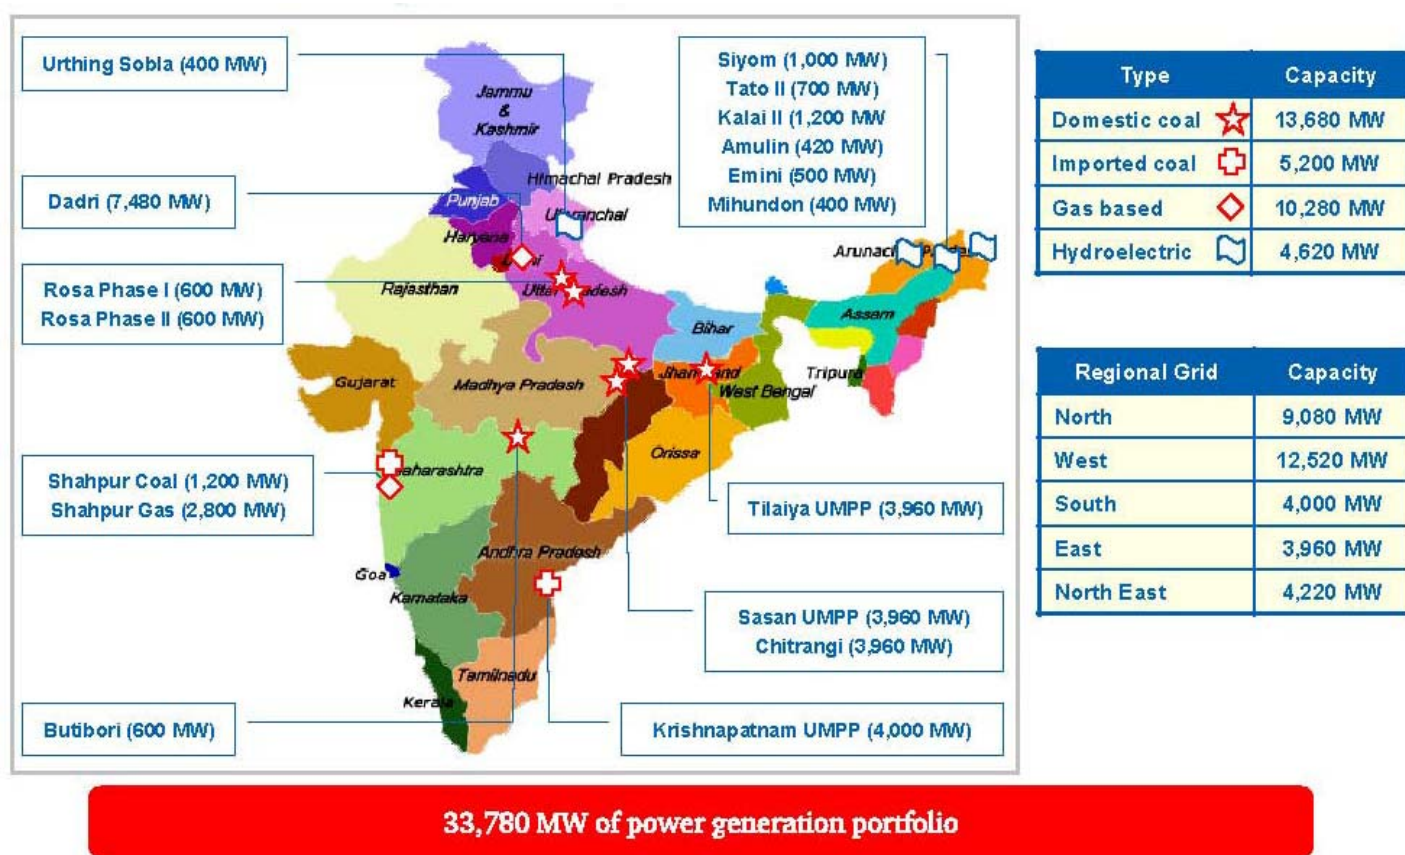 Urthing Sobla (400 MW)
Siyom (1,000 MW)
Tato II (700 MW)
Kalai II (1,200 MW
Amulin (420 MW)
Emini (500 MW)
Mihundon (400 MW)
Dadri (7,480 MW)
Rosa Phase I (600 MW)
Rosa Phase II (600 MW)
Shahpur Coal (1,200 MW)
Shahpur Gas (2,800 MW)
Butibori (600 MW)
Tilaiya UMPP (3,960 MW)
Sasan UMPP (3,960 MW)
Chitrangi (3,960 MW)
Krishnapatnam UMPP (4,000 MW)
Jammu
&
Kashmir
Himachal Pradesh
Punjab
Haryana
Rajasthan
Bihar
Assam
Gujarat
Madhya Pradesh
West Bengal
Tripura
Orissa
Andhra Pradesh
Goa
Karnataka
Tamilnadu
Kerala
Type Capacity
Domestic coal 13,680 MW
Imported coal 5,200 MW
Gas based 10,280 MW
Hydroelectric 4,620 MW
Regional Grid Capacity
North 9,080 MW
West 12,520 MW
South 4,000 MW
East 3,960 MW
North East 4,220 MW
33,780 MW of power generation portfolio